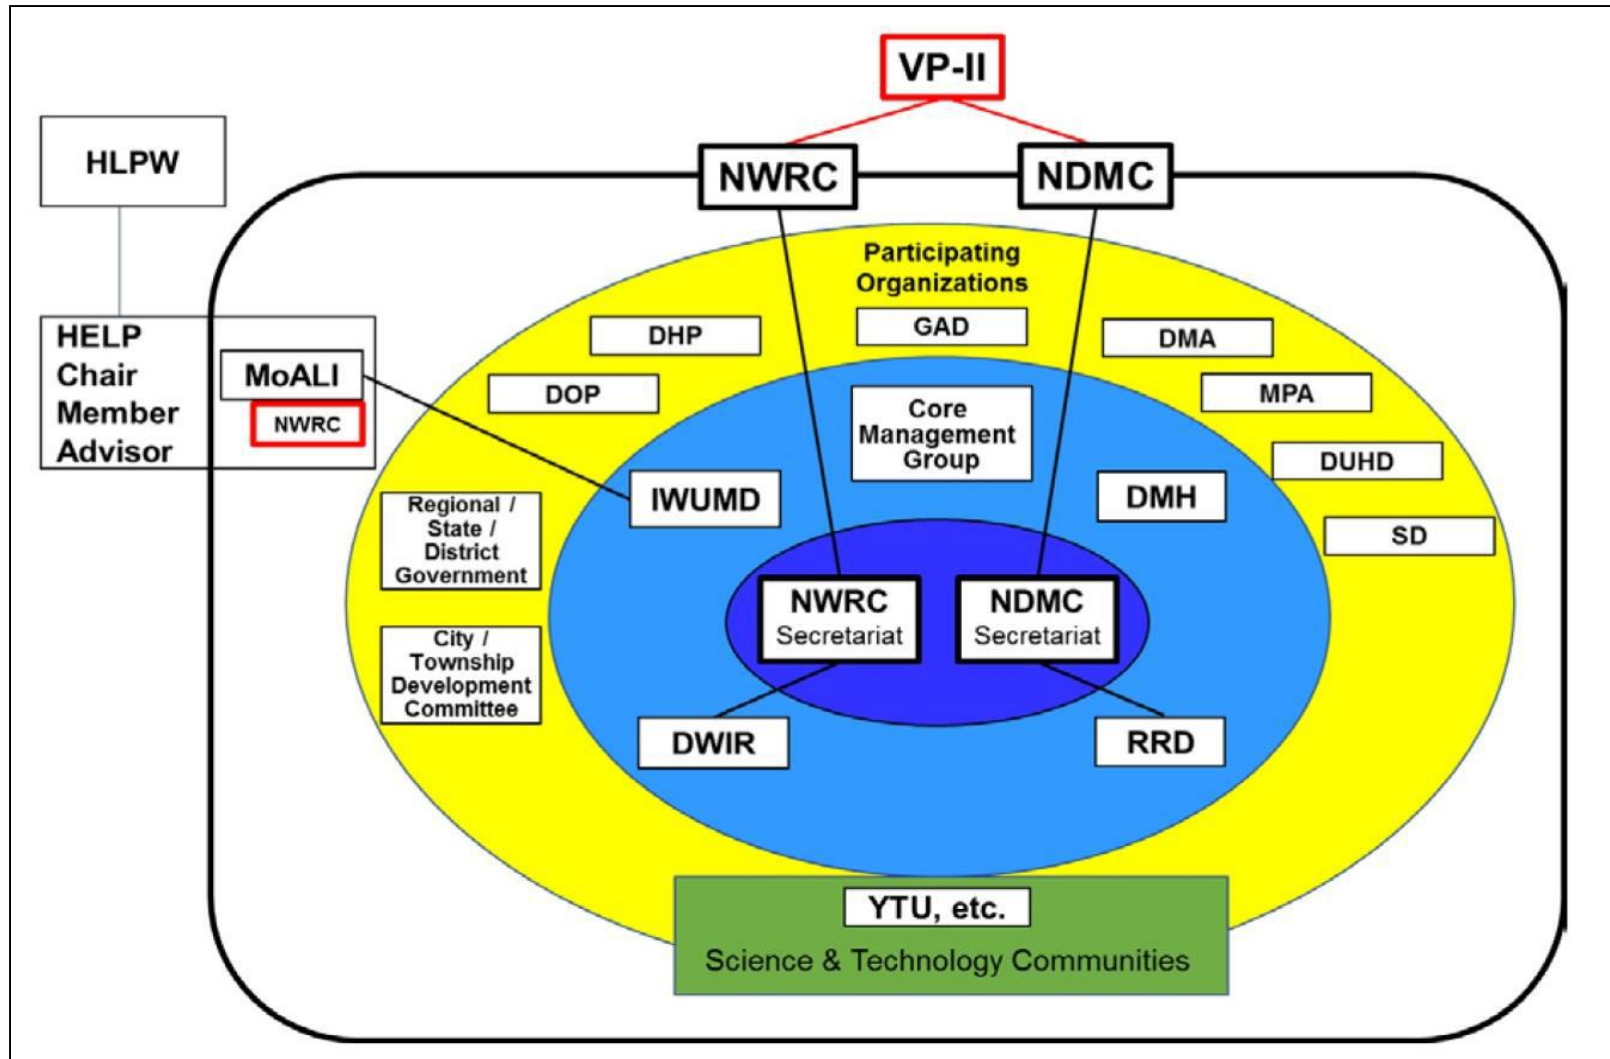 VP-II
HLPW
NWRC
NDMC
Participating
Organizations
HELP
Chair
Member
Advisor
MoALI
NWRC
DHP
GAD
DMA
DOP
MPA
Core
Management
Group
DUHD
IWUMD
DMH
SD
Regional /
State /
District
Government
NWRC
Secretariat
NDMC
Secretariat
City /
Township
Development
Committee
DWIR
RRD
YTU, etc.
Science & Technology Communities